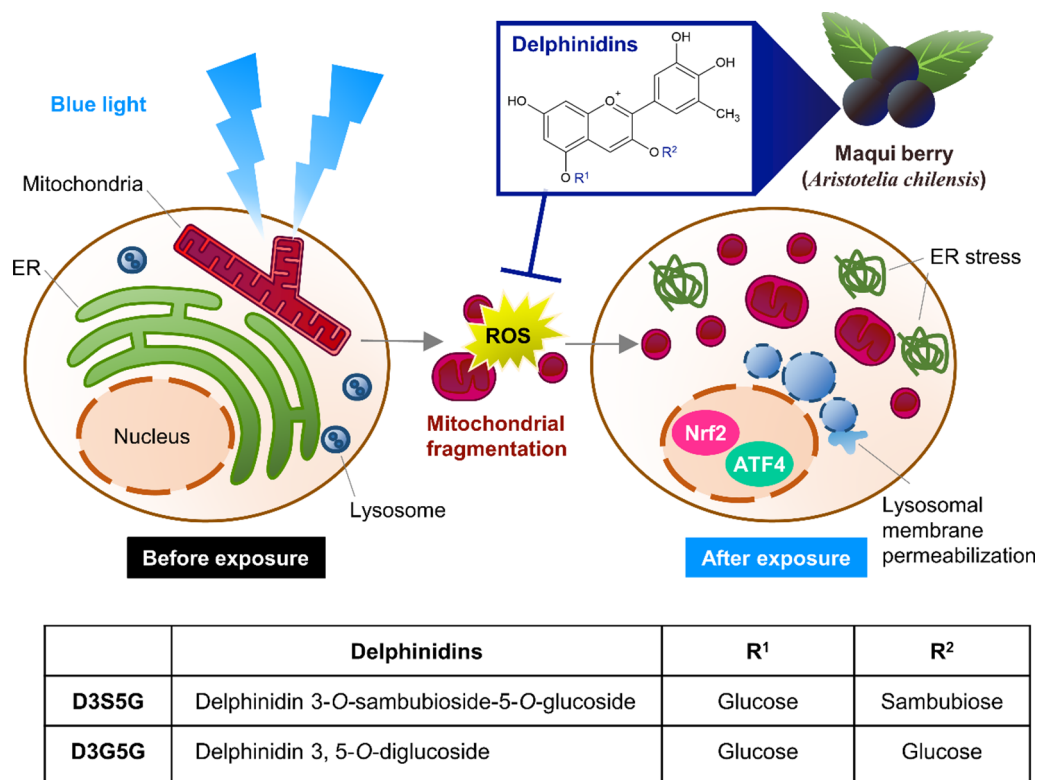 Delphinidins
OH
HO
OH
O+
HO
CH3
O R2
O
R1
Maqui berry
(Aristotelia chilensis)
Blue light
Mitochondria
ER
Nucleus
Lysosome
Before exposure
ROS
Mitochondrial
fragmentation
ER stress
Nrf2
ATF4
Lysosomal
membrane
permeabilization
After exposure
Delphinidins R1 R2
D3S5G Delphinidin 3-O-sambubioside-5-O-glucoside Glucose Sambubiose
D3G5G Delphinidin 3, 5-O-diglucoside Glucose Glucose